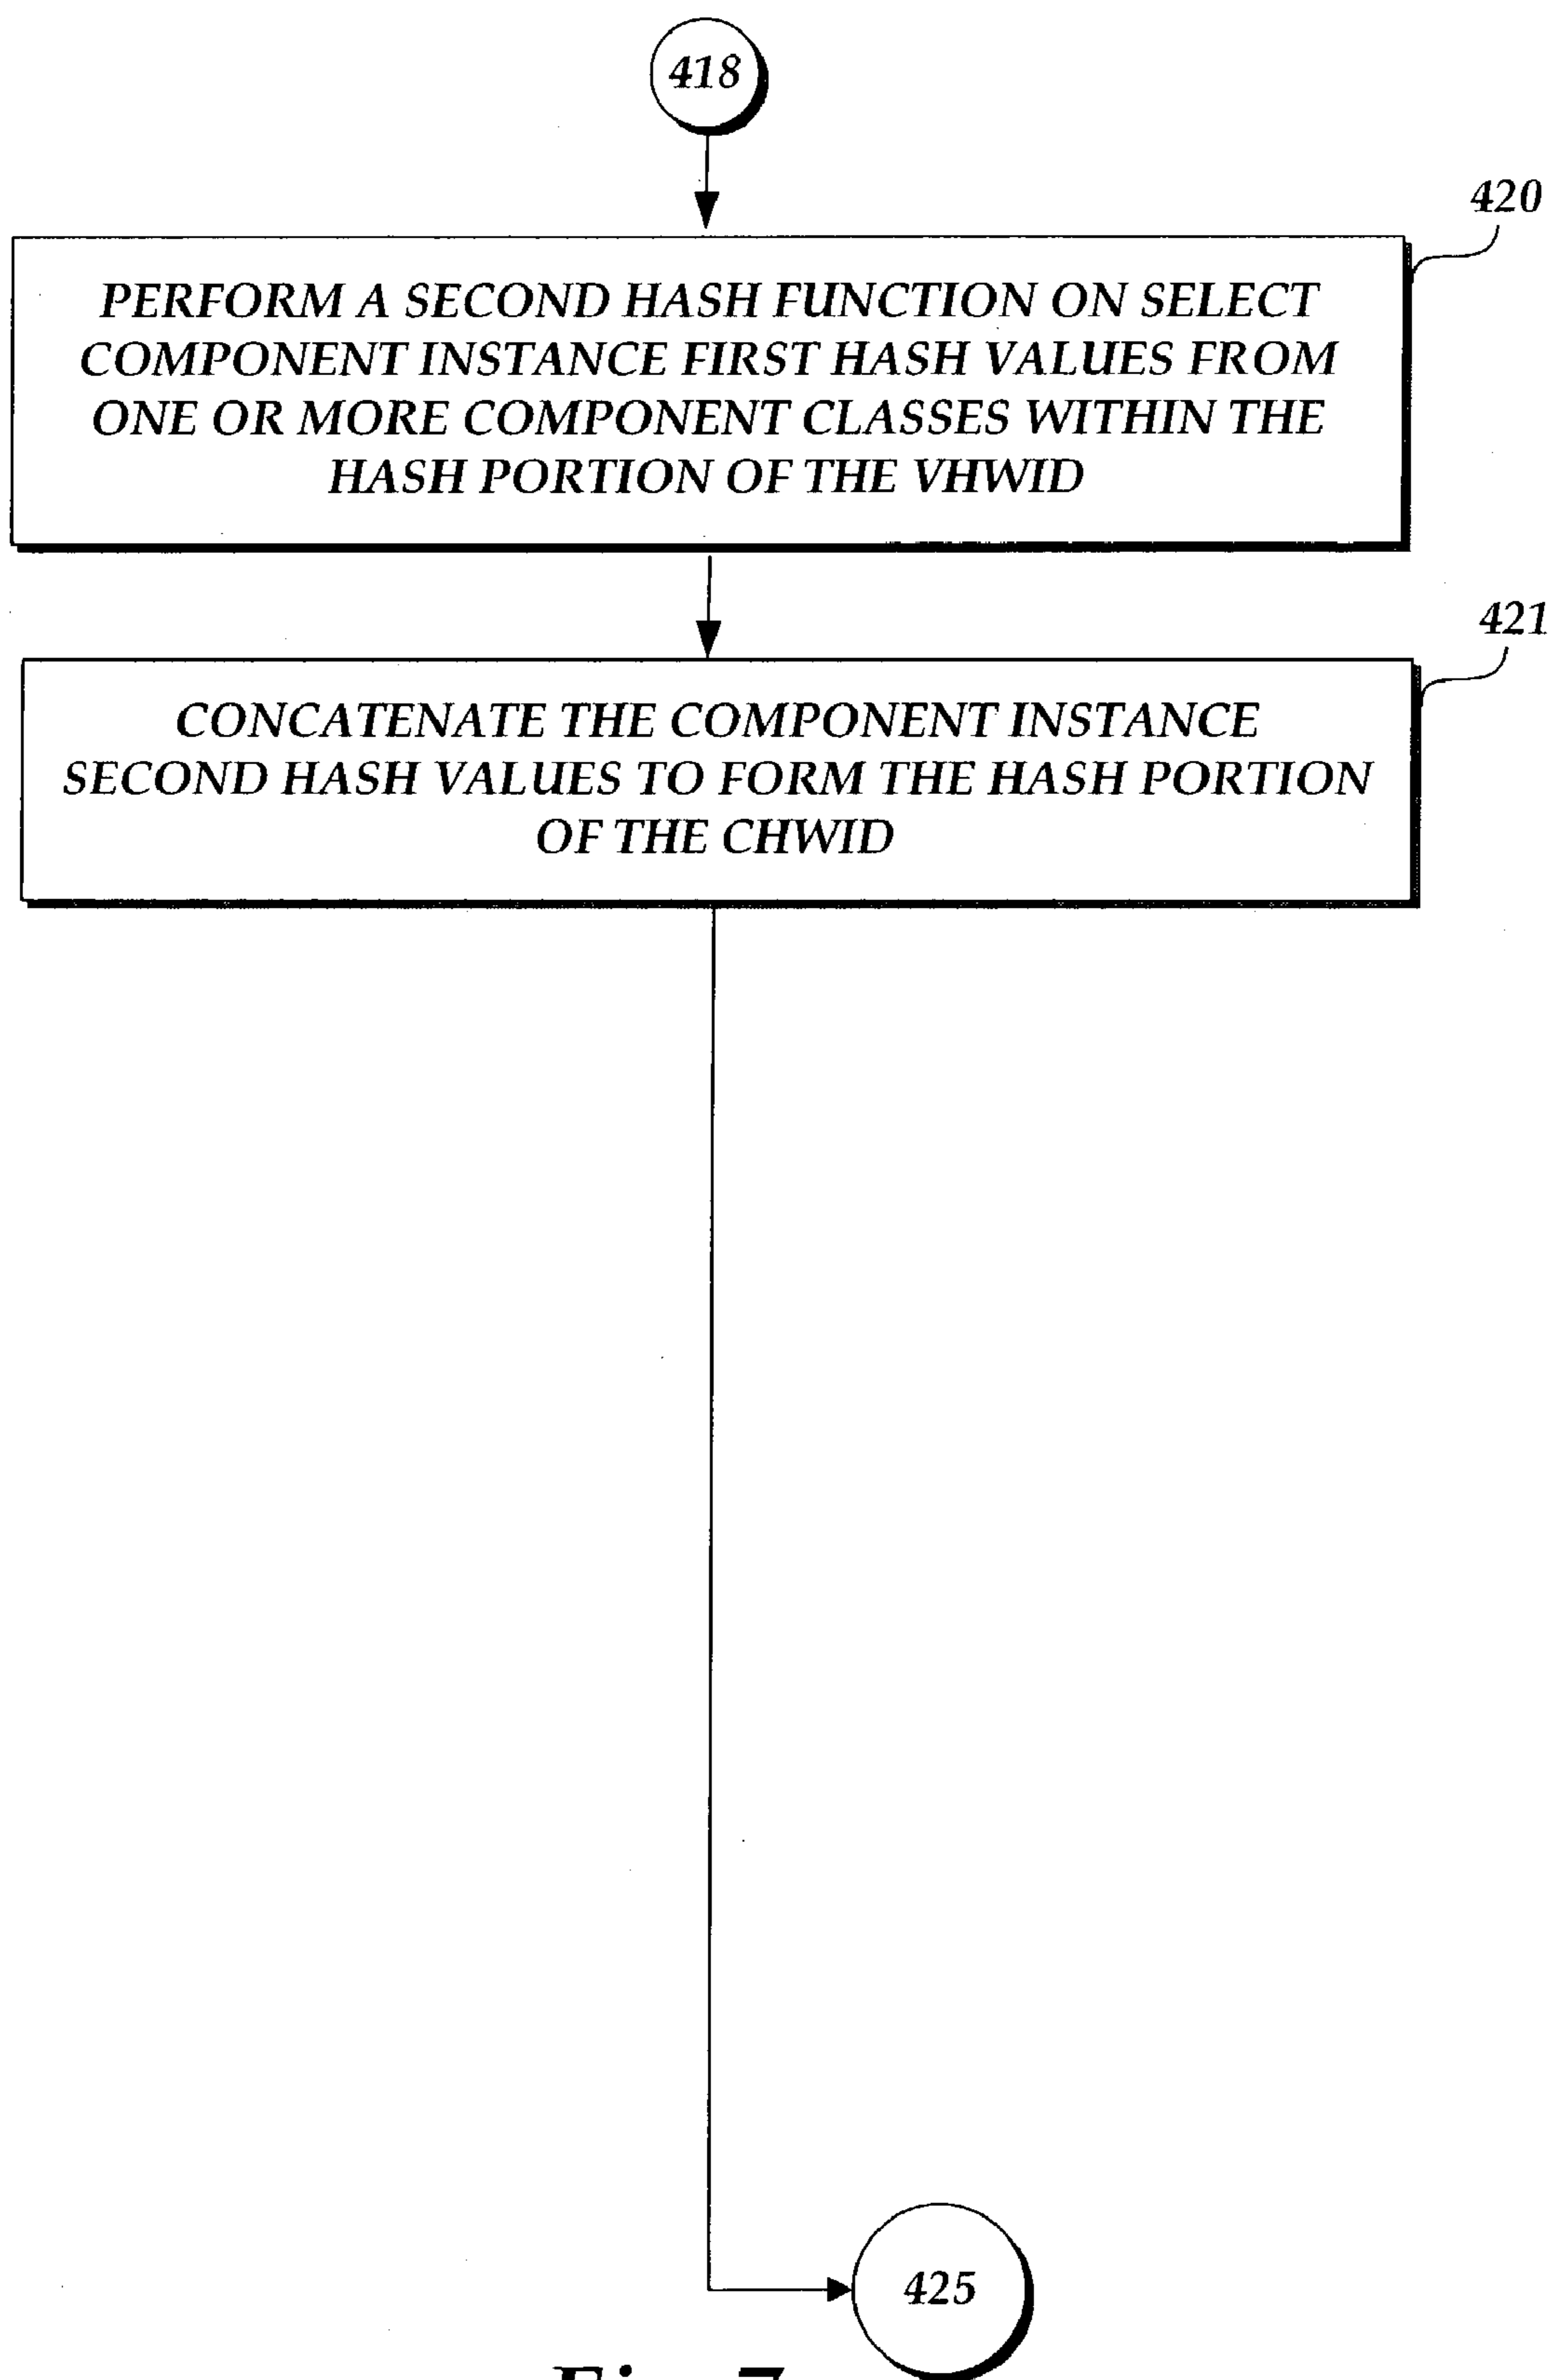 418
420
PERFORM A SECOND HASH FUNCTION ON SELECT
COMPONENT INSTANCE FIRST HASH VALUES FROM
ONE OR MORE COMPONENT CLASSES WITHIN THE
HASH PORTION OF THE VHWID
421
CONCATENATE THE COMPONENT INSTANCE
SECOND HASH VALUES TO FORM THE HASH PORTION
OF THE CHWID
425